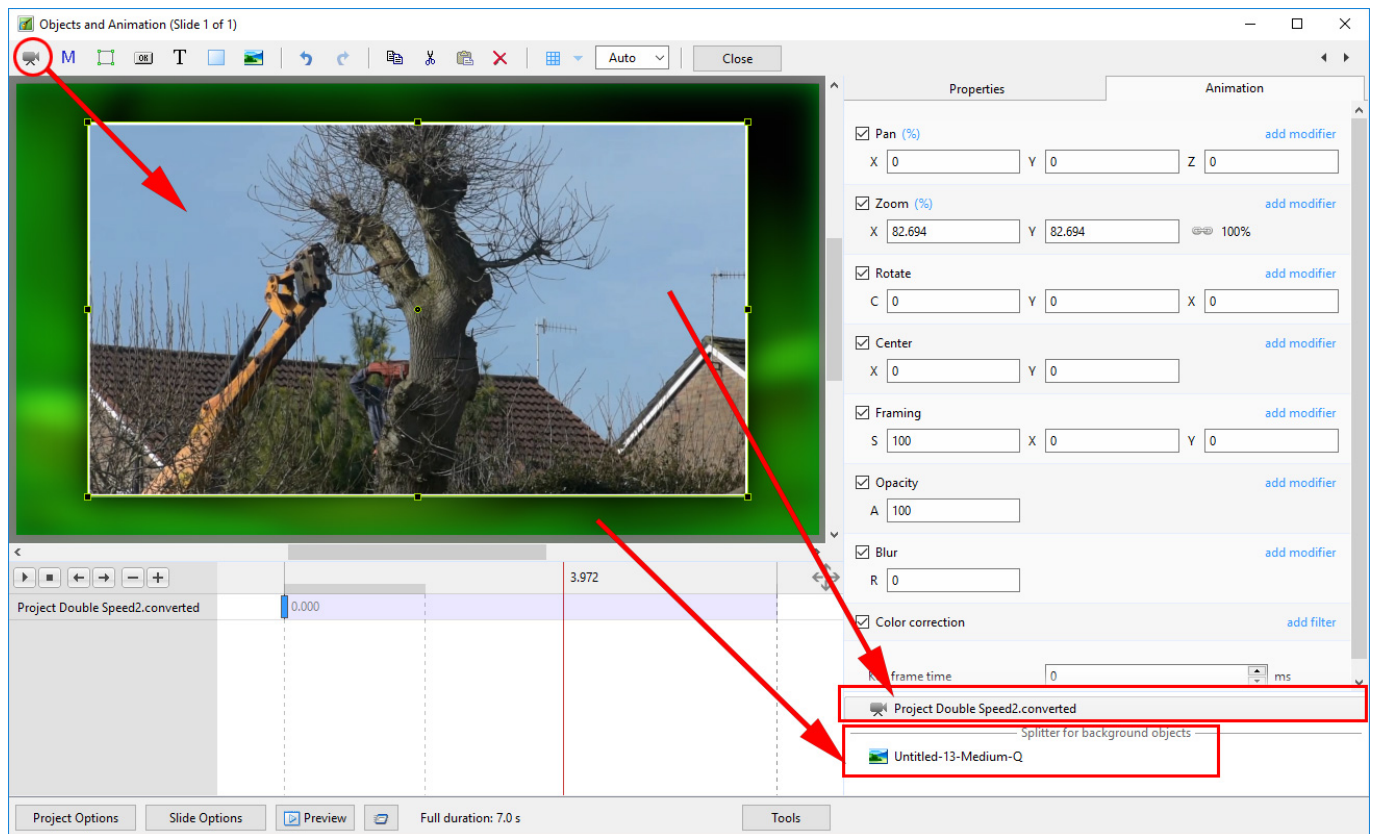 Objects and Animation (Slide 1 of 1)
M OK T Auto Close
Properties Animation
Pan (%) add modifier
X 0 Y 0 Z 0
Zoom (%) add modifier
X 82.694 Y 82.694 100%
Rotate add modifier
C 0 Y 0 X 0
Center add modifier
X 0 Y 0
Framing add modifier
S 100 X 0 Y 0
Opacity add modifier
A 100
Blur add modifier
R 0
3.972
Project Double Speed2.converted 0.000
Color correction add filter
frame time 0 ms
Project Double Speed2.converted
Splitter for background objects
Untitled-13-Medium-Q
Project Options Slide Options Preview Full duration: 7.0 s Tools